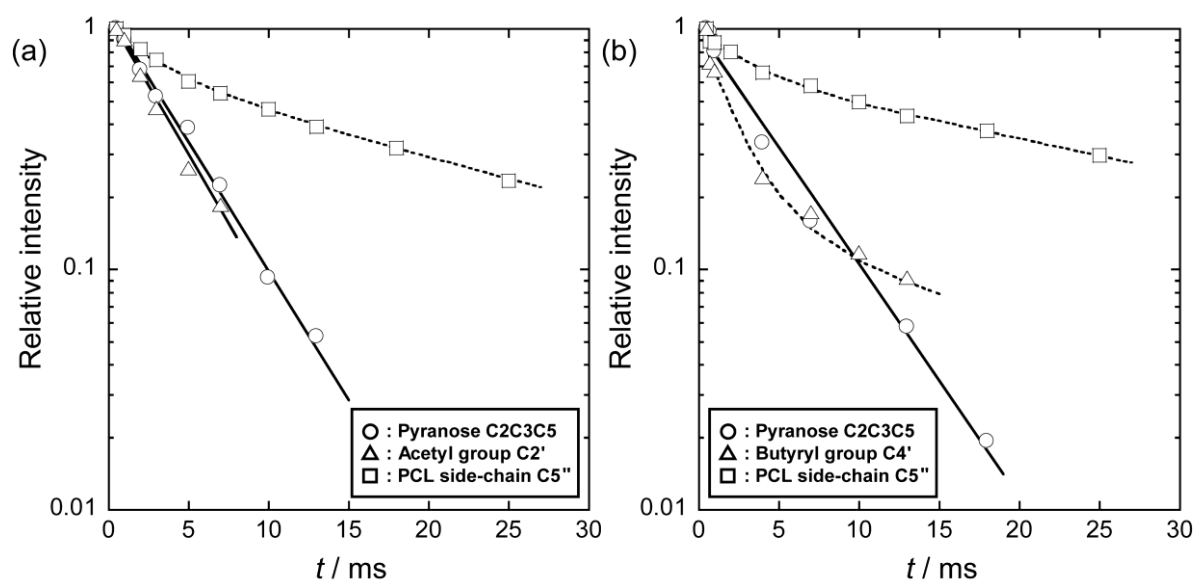 (a)
Relative intensity
1
0.1
0.01
0 5 10 15 20 25 30
t / ms
○ : Pyranose C2C3C5
△ : Acetyl group C2'
□ : PCL side-chain C5"
(b)
Relative intensity
1
0.1
0.01
0 5 10 15 20 25 30
t / ms
○ : Pyranose C2C3C5
△ : Butyryl group C4'
□ : PCL side-chain C5"